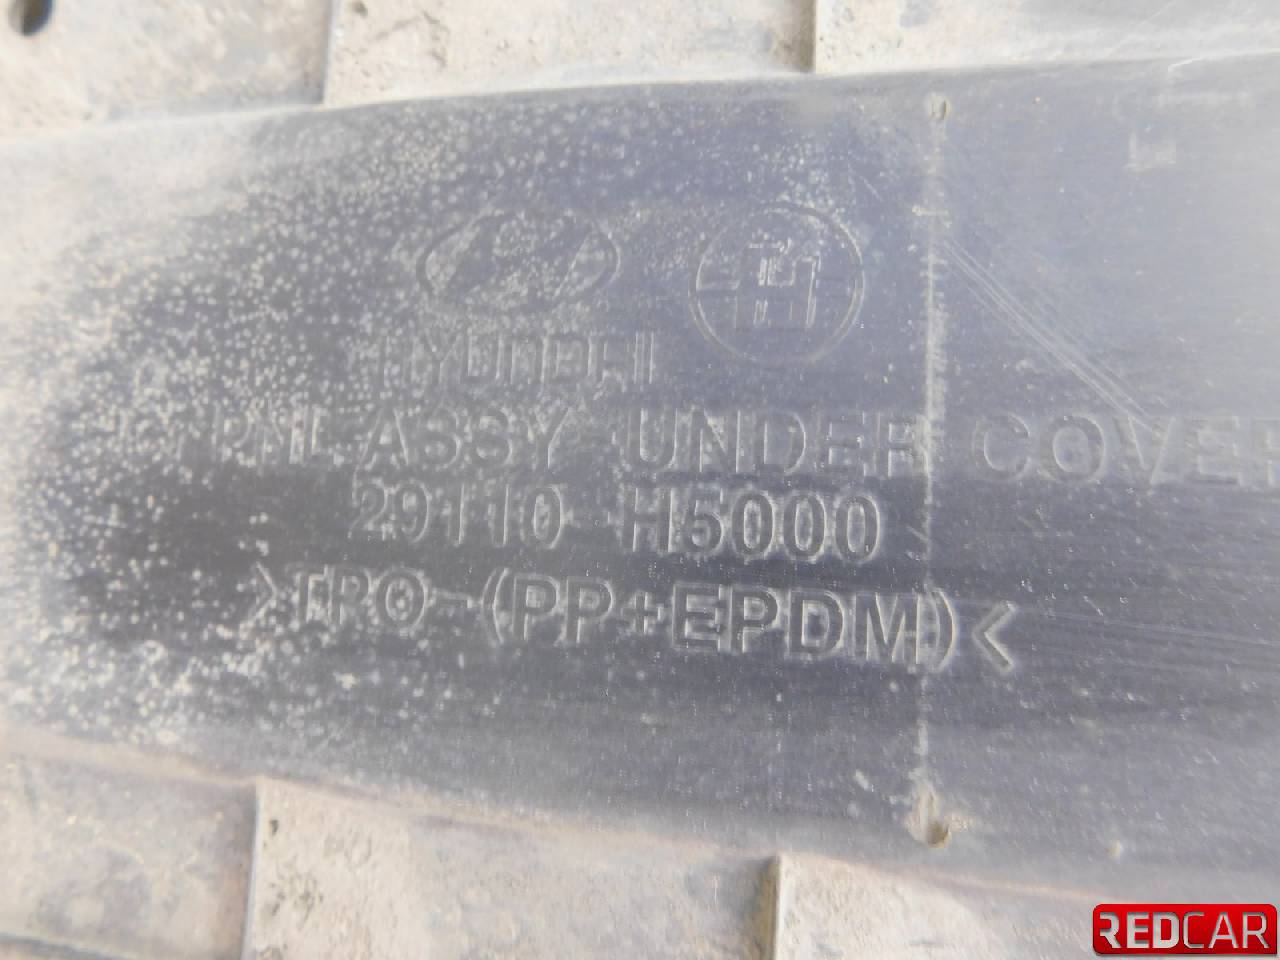 HYUNDAI
PNL ASSY-UNDER COVER
29110-H5000
>TPO-(PP+EPDM)<
REDCAR